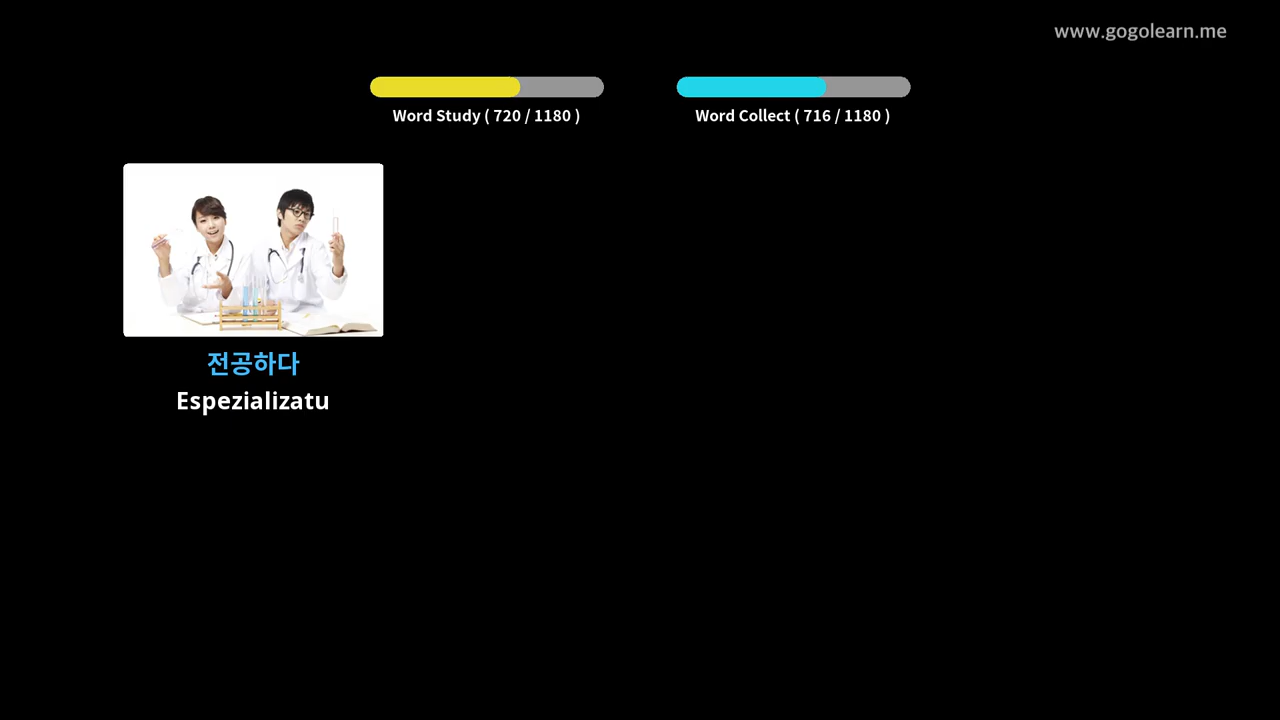 www.gogolearn.me
Word Study ( 720 / 1180 )
Word Collect ( 716 / 1180 )
전공하다
Espezializatu